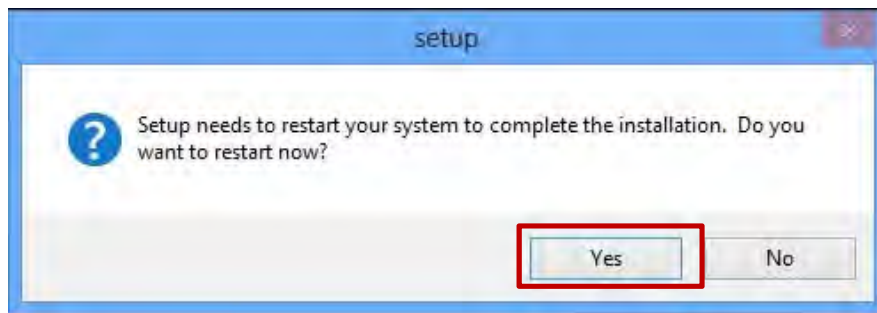 setup
Setup needs to restart your system to complete the installation. Do you
want to restart now?
Yes No